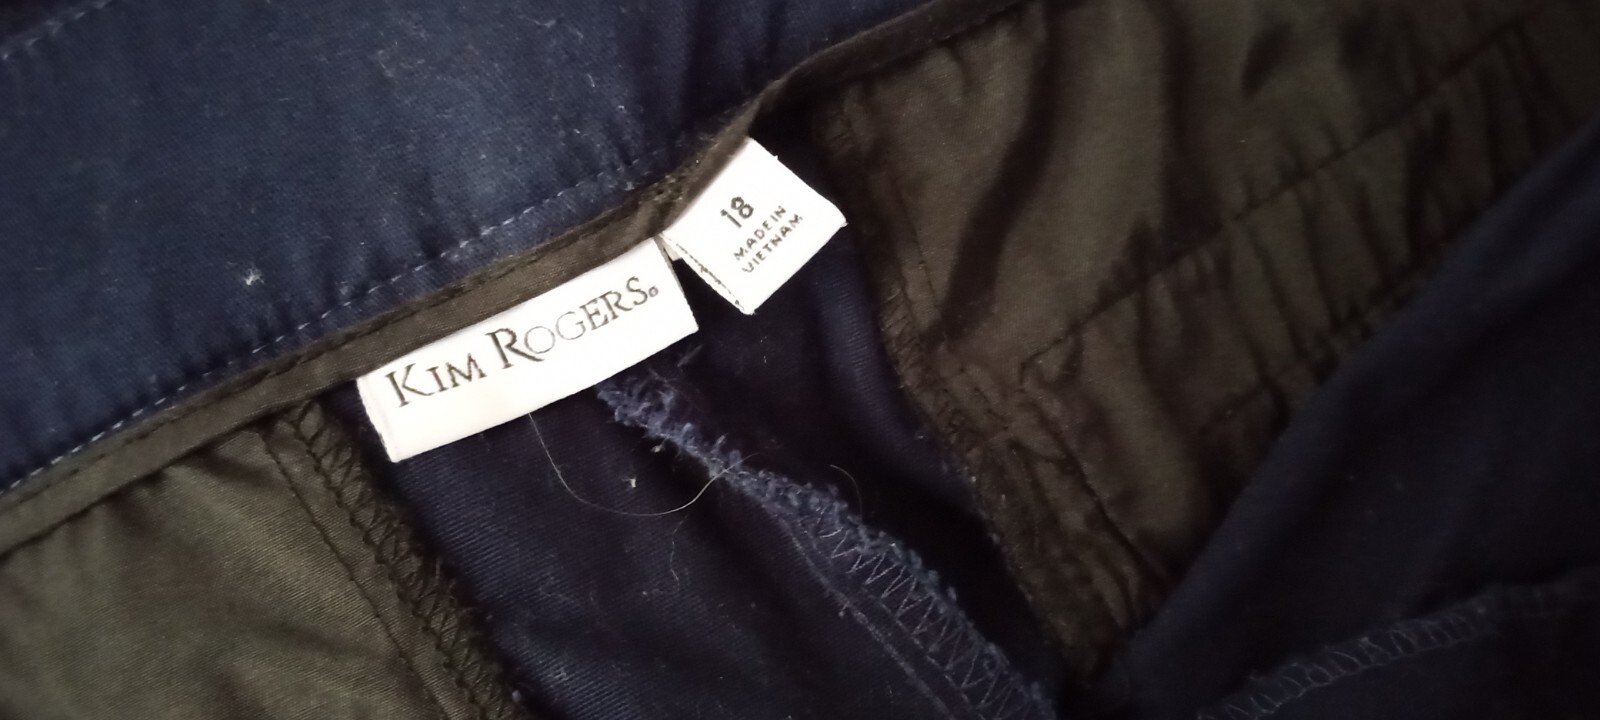 KIM ROGERS®
18
MADE IN
VIETNAM